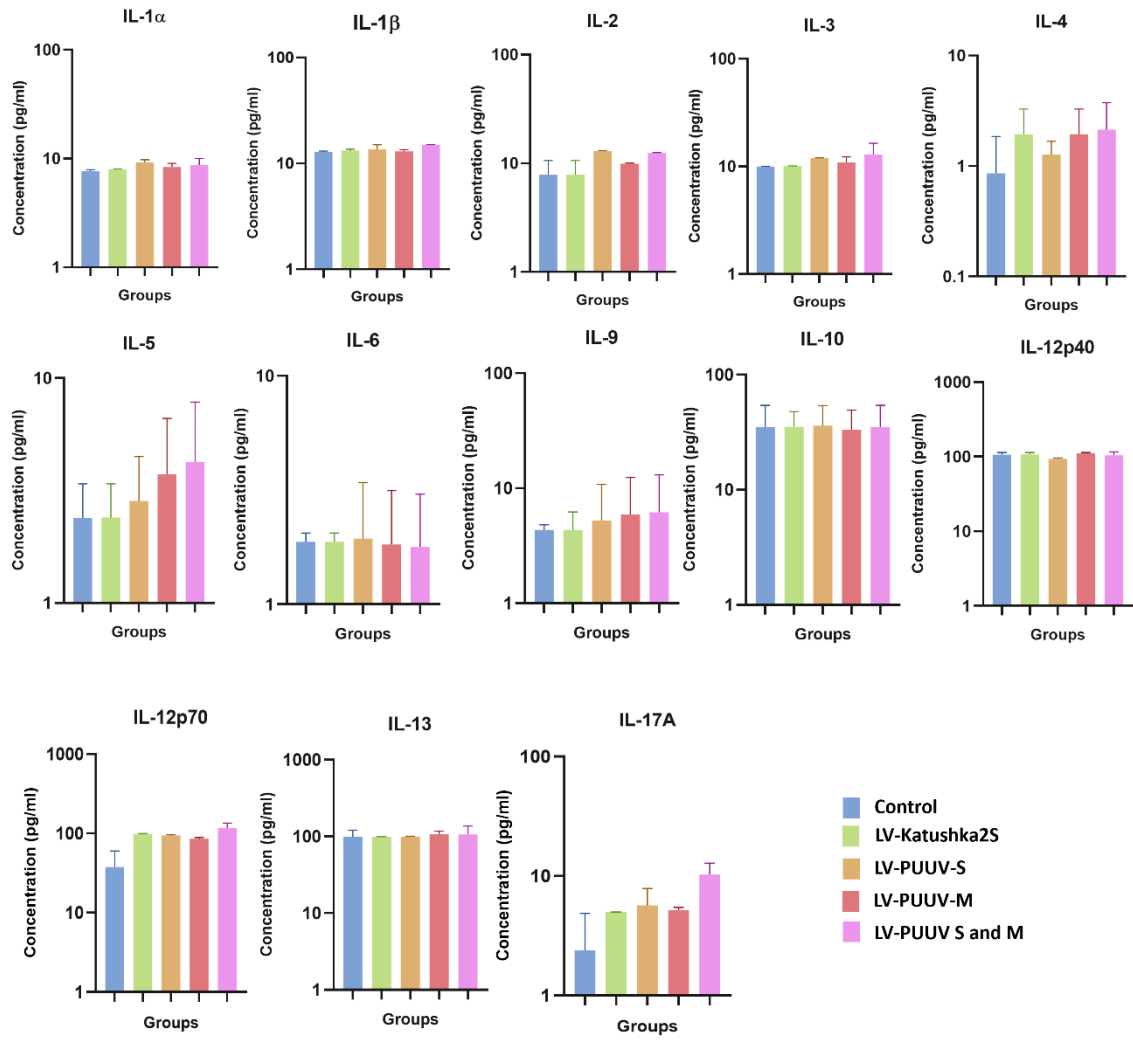 IL-1α
IL-1β
IL-2
IL-3
IL-4
Concentration (pg/ml)
100
10
1
Groups
Concentration (pg/ml)
100
10
1
Groups
Concentration (pg/ml)
100
10
1
Groups
Concentration (pg/ml)
100
10
1
Groups
Concentration (pg/ml)
10
1
0.1
Groups
IL-5
IL-6
IL-9
IL-10
IL-12p40
Concentration (pg/ml)
10
1
Groups
Concentration (pg/ml)
10
1
Groups
Concentration (pg/ml)
100
10
1
Groups
Concentration (pg/ml)
100
10
1
Groups
Concentration (pg/ml)
1000
100
10
1
Groups
IL-12p70
IL-13
IL-17A
Concentration (pg/ml)
1000
100
10
1
Groups
Concentration (pg/ml)
1000
100
10
1
Groups
Concentration (pg/ml)
100
10
1
Groups
Control
LV-Katushka2S
LV-PUUV-S
LV-PUUV-M
LV-PUUV S and M